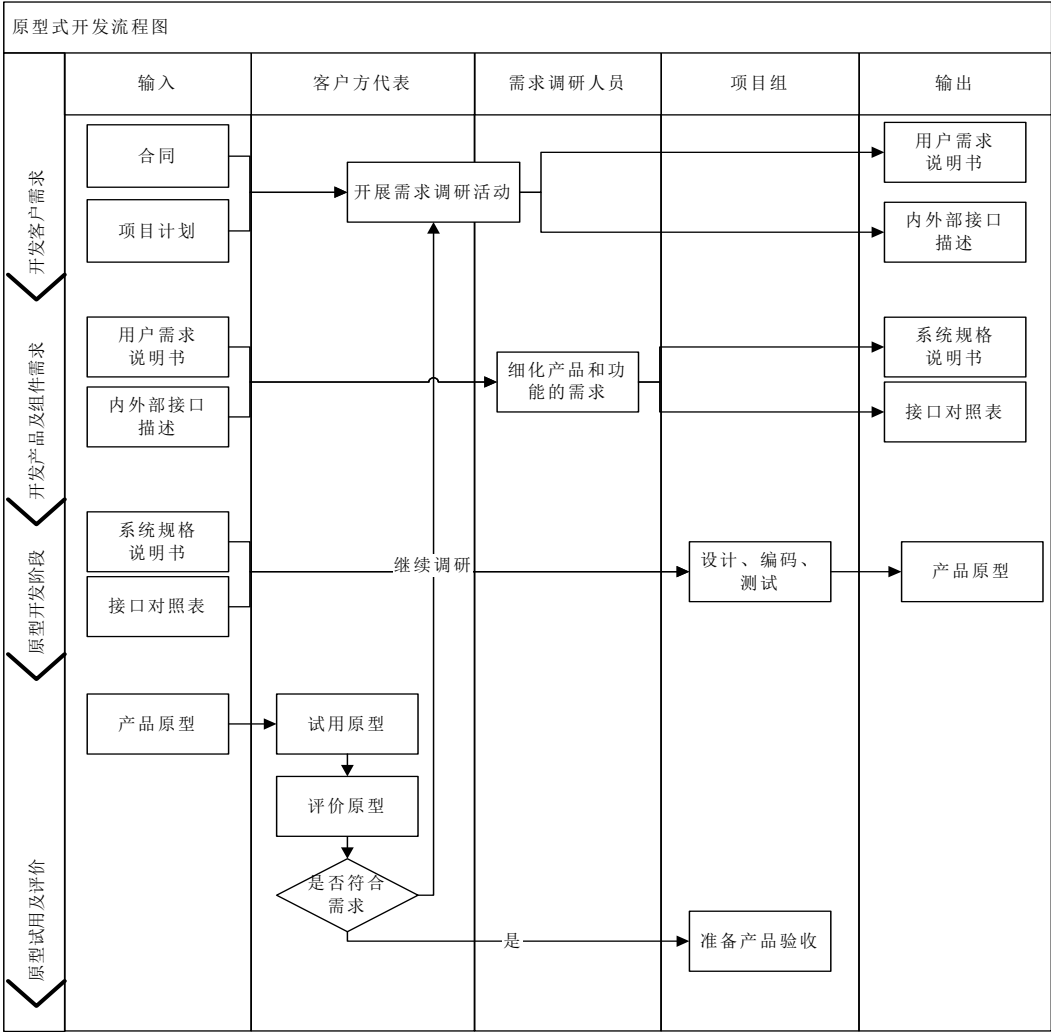 原型式开发流程图
输入
客户方代表
需求调研人员
项目组
输出
开发客户需求
合同
项目计划
开展需求调研活动
用户需求
说明书
内外部接口
描述
开发产品及组件需求
用户需求
说明书
内外部接口
描述
细化产品和功
能的需求
系统规格
说明书
接口对照表
原型开发阶段
系统规格
说明书
接口对照表
继续调研
设计、编码、
测试
产品原型
原型试用及评价
产品原型
试用原型
评价原型
是否符合
需求
是
准备产品验收